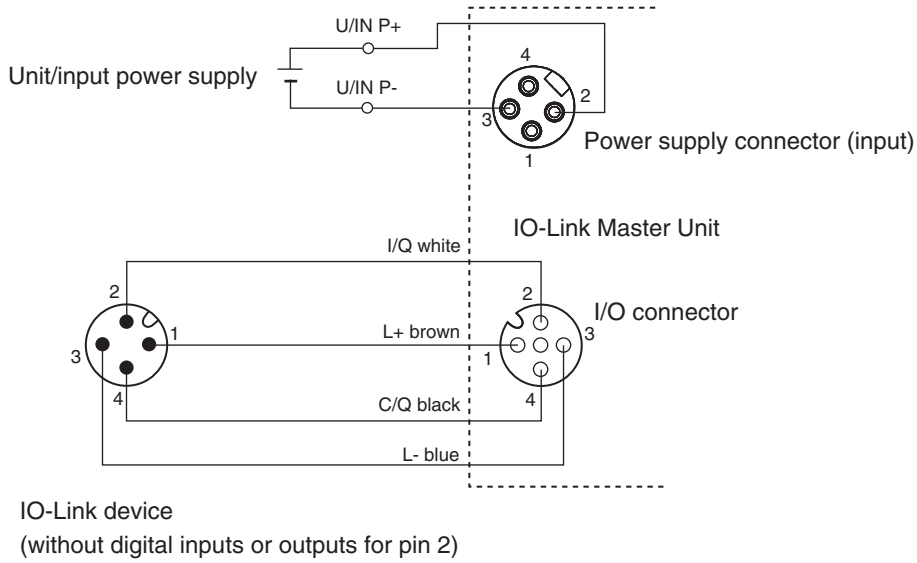 U/IN P+
Unit/input power supply
U/IN P-
4
2
3
1
Power supply connector (input)
IO-Link Master Unit
I/Q white
2
2
I/O connector
L+ brown
1
3
3
1
4
4
C/Q black
L- blue
IO-Link device
(without digital inputs or outputs for pin 2)